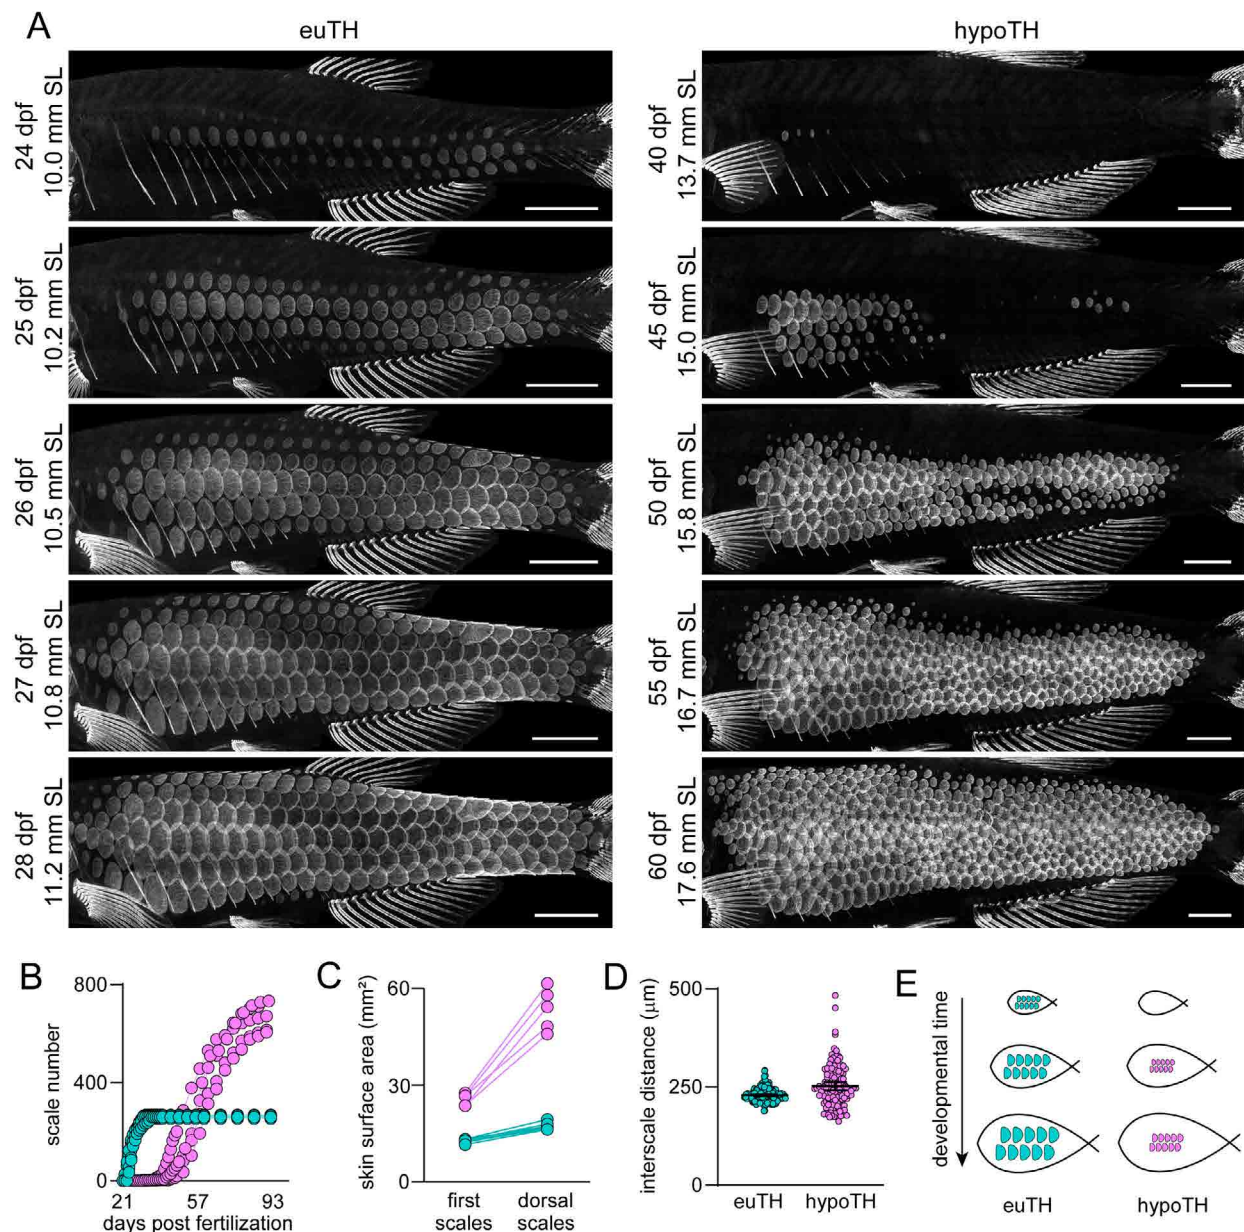 A
euTH
hypoTH
24 dpf
10.0 mm SL
40 dpf
13.7 mm SL
25 dpf
10.2 mm SL
45 dpf
15.0 mm SL
26 dpf
10.5 mm SL
50 dpf
15.8 mm SL
27 dpf
10.8 mm SL
55 dpf
16.7 mm SL
28 dpf
11.2 mm SL
60 dpf
17.6 mm SL
B
scale number
800
400
0
21
57
93
days post fertilization
C
skin surface area (mm²)
60
30
0
first
scales
dorsal
scales
D
interscale distance (μm)
500
250
0
euTH
hypoTH
E
developmental time
euTH
hypoTH